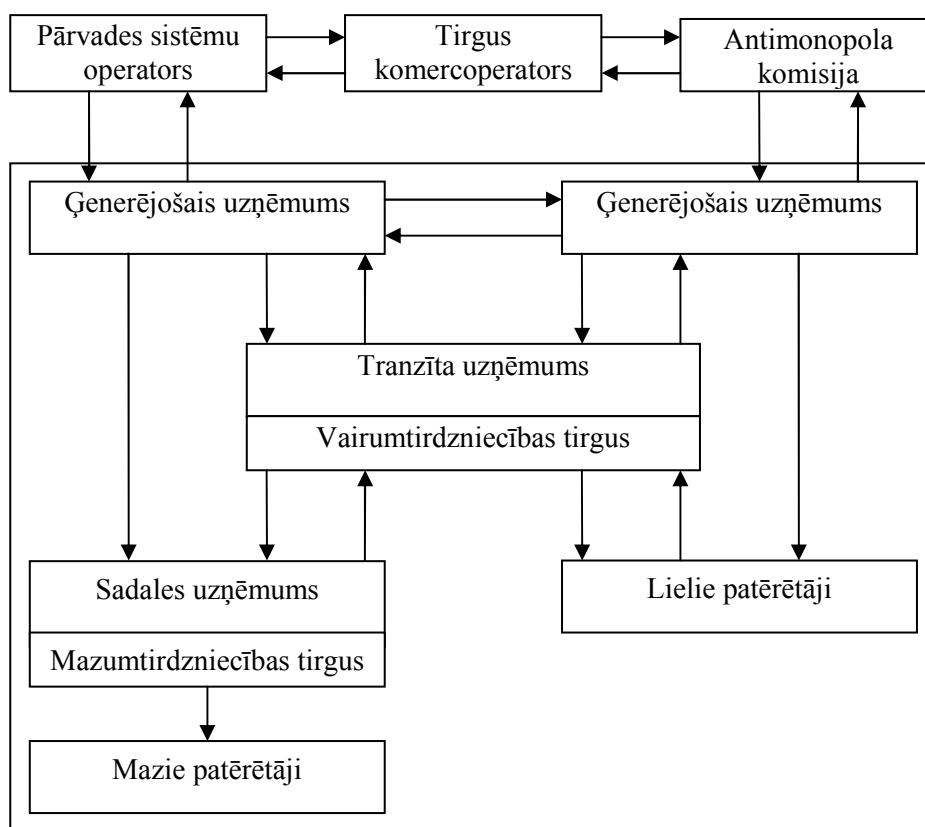 Pārvades sistēmu
operators
Tirgus
komercoperators
Antimonopola
komisija
Ģenerējošais uzņēmums
Ģenerējošais uzņēmums
Tranzīta uzņēmums
Vairumtirdzniecības tirgus
Sadales uzņēmums
Mazumtirdzniecības tirgus
Lielie patērētāji
Mazie patērētāji